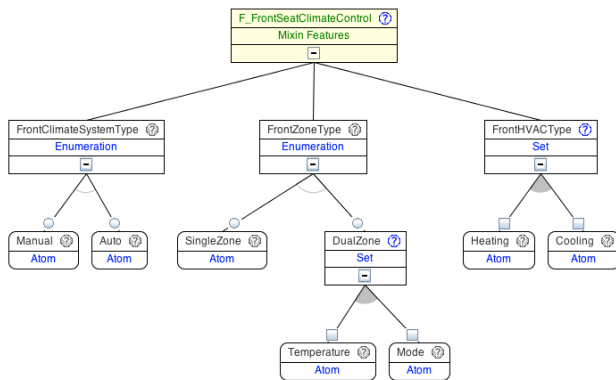 F_FrontSeatClimateControl
Mixin Features
FrontClimateSystemType
Enumeration
FrontZoneType
Enumeration
FrontHVACType
Set
Manual
Atom
Auto
Atom
SingleZone
Atom
DualZone
Set
Heating
Atom
Cooling
Atom
Temperature
Atom
Mode
Atom